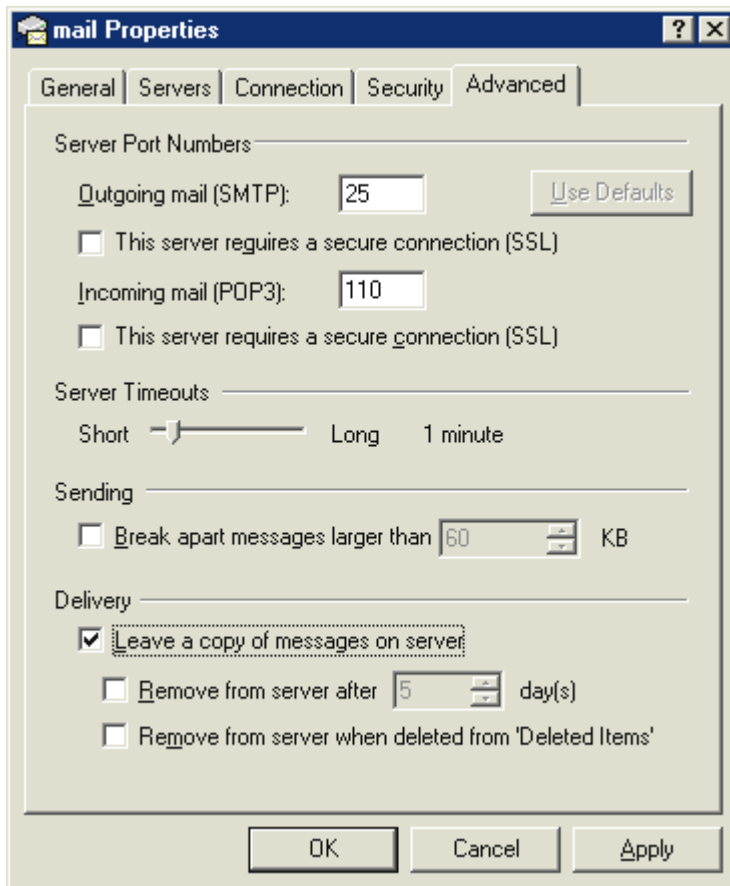 mail Properties
General Servers Connection Security Advanced
Server Port Numbers
Outgoing mail (SMTP): 25 Use Defaults
This server requires a secure connection (SSL)
Incoming mail (POP3): 110
This server requires a secure connection (SSL)
Server Timeouts
Short Long 1 minute
Sending
Break apart messages larger than 60 KB
Delivery
Leave a copy of messages on server
Remove from server after 5 day(s)
Remove from server when deleted from 'Deleted Items'
OK Cancel Apply